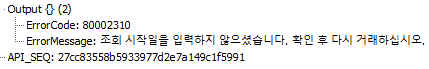 Output {} (2)
ErrorCode: 80002310
ErrorMessage: 조회 시작일을 입력하지 않으셨습니다. 확인 후 다시 거래하십시오.
API_SEQ: 27cc83558b5933977d2e7a149c1f5991